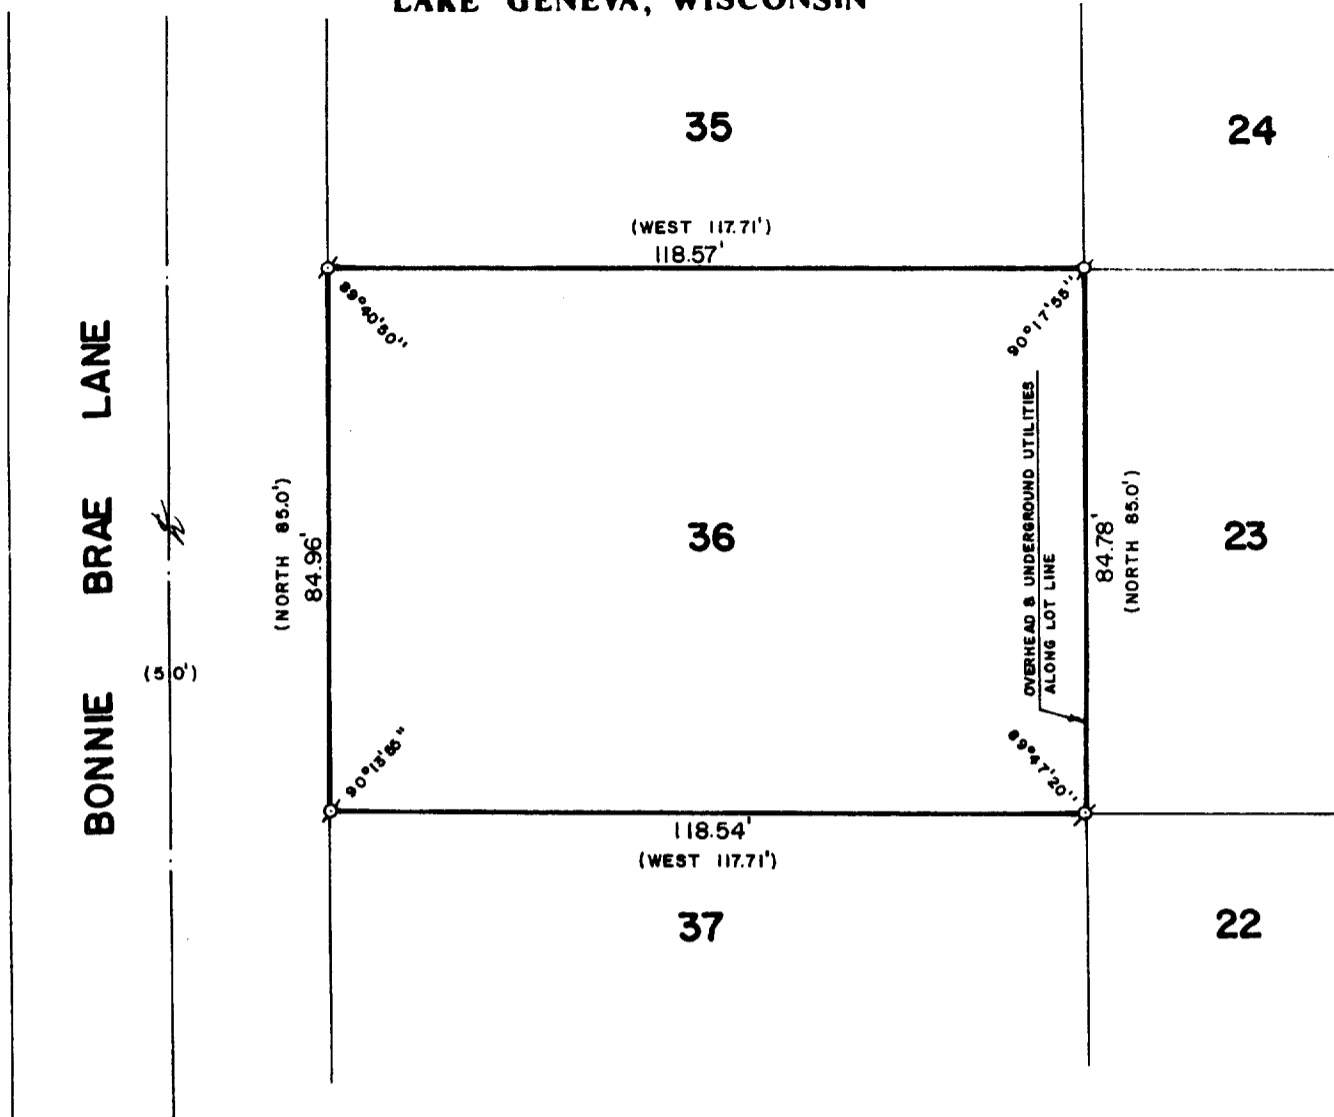 LAKE GENEVA, WISCONSIN
35
24
(WEST 117.71')
118.57'
89°40'50"
90°17'55"
BONNIE BRAE LANE
(50')
(NORTH 85.0')
84.96'
36
OVERHEAD & UNDERGROUND UTILITIES
ALONG LOT LINE
84.78'
(NORTH 85.0')
23
90°13'55"
89°47'20"
118.54'
(WEST 117.71')
37
22